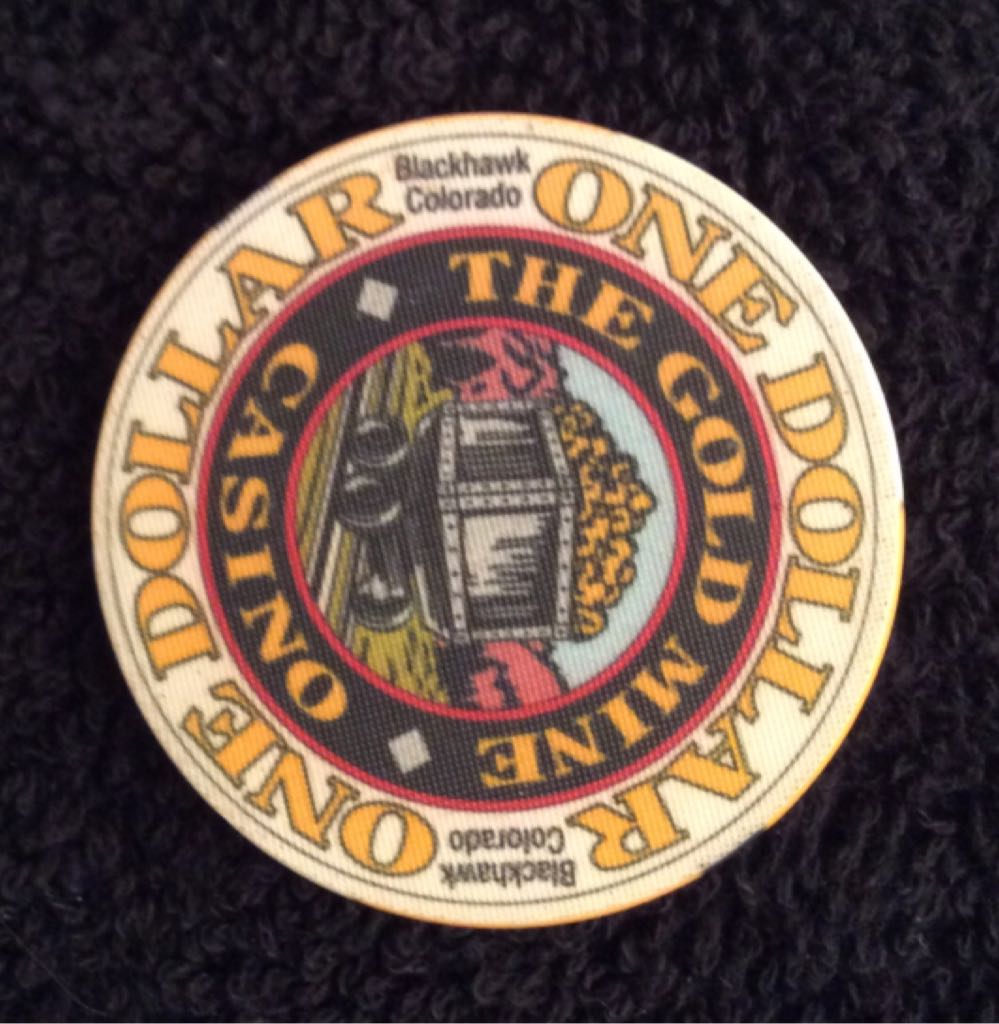 Blackhawk
Colorado
ONE DOLLAR
Blackhawk
Colorado
ONE DOLLAR
THE GOLD MINE
CASINO